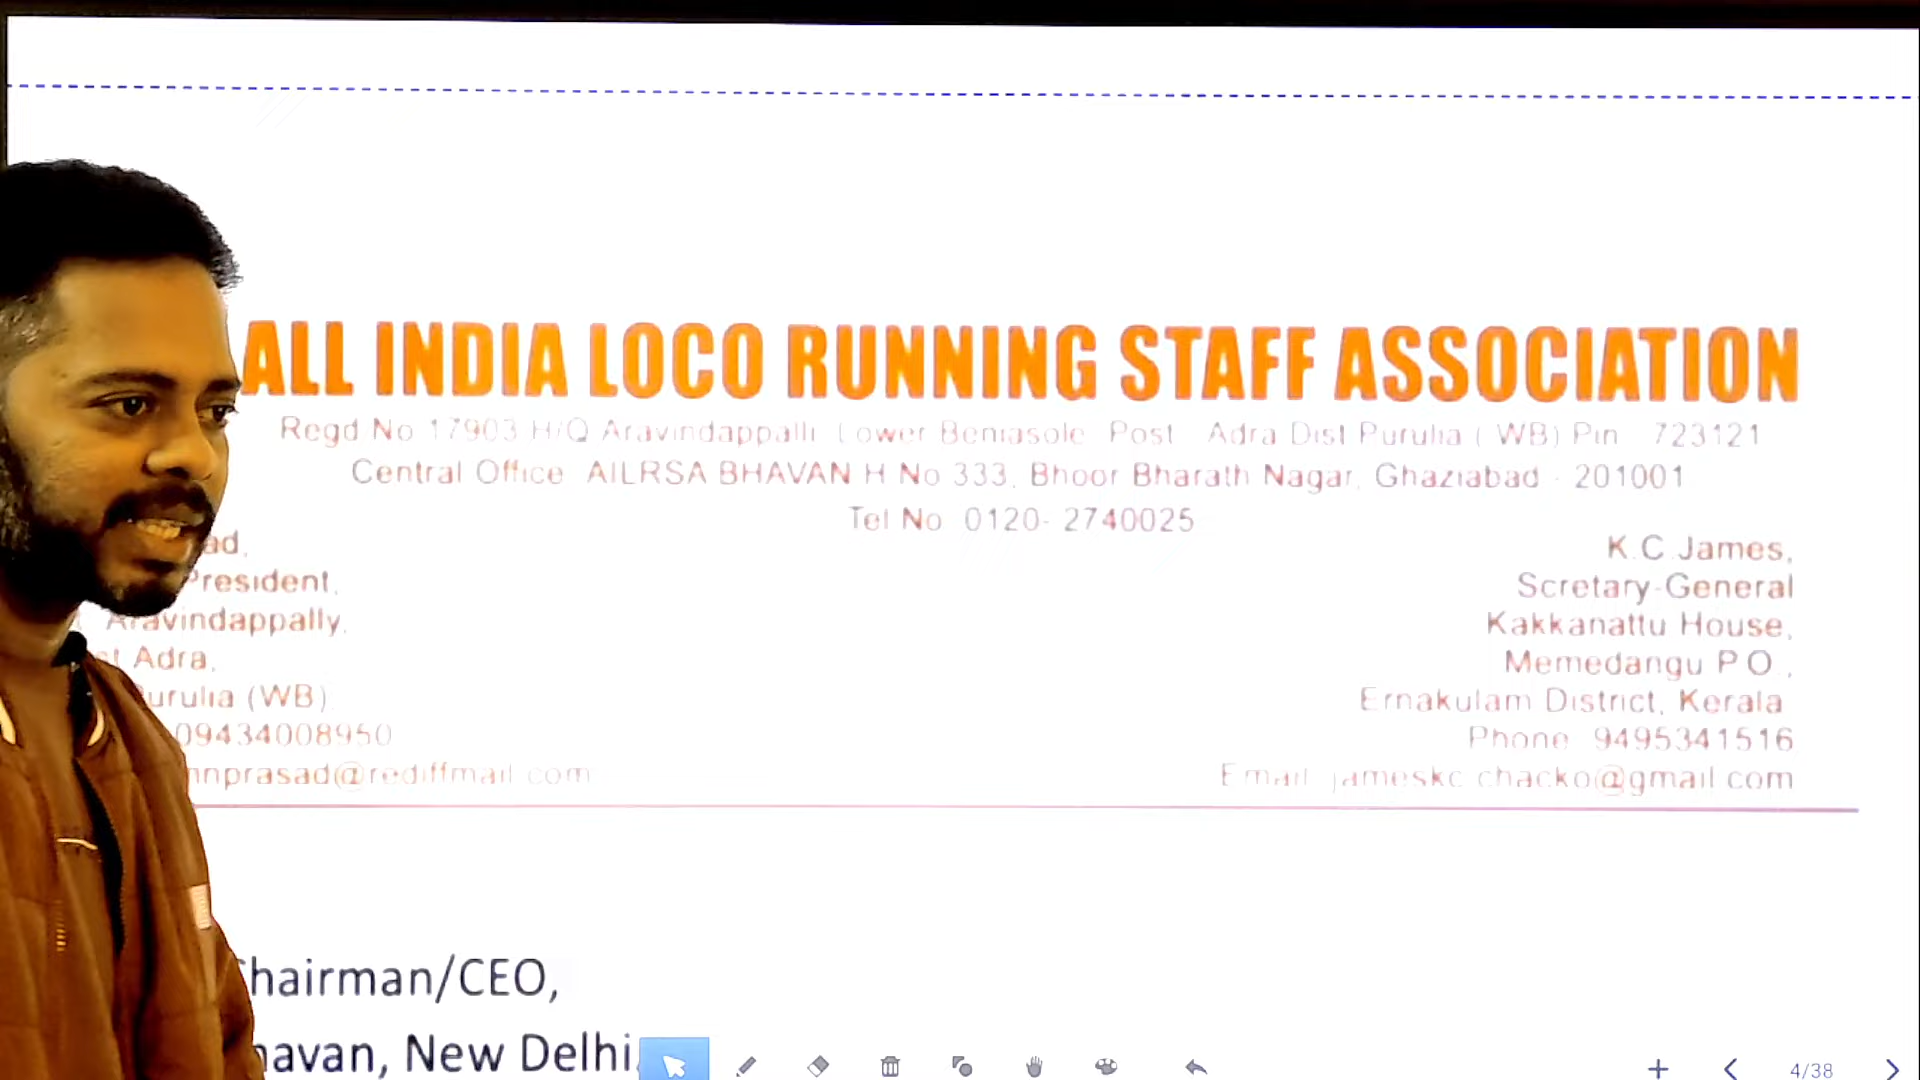 ALL INDIA LOCO RUNNING STAFF ASSOCIATION
Regd No 17903 H/Q Aravindappalli Lower Beniasole Post Adra Dist Purulia ( WB) Pin 723121
Central Office AILRSA BHAVAN H No 333, Bhoor Bharath Nagar, Ghaziabad - 201001
Tel No 0120- 2740025
ad,
President,
Aravindappally,
Adra,
urulia (WB)
09434008950
nnprasad@rediffmail com
K.C.James,
Scretary-General
Kakkanattu House,
Memedangu P O.,
Ernakulam District, Kerala
Phone 9495341516
Email jameskc chacko@gmail com
hairman/CEO,
havan, New Delhi.
4/38